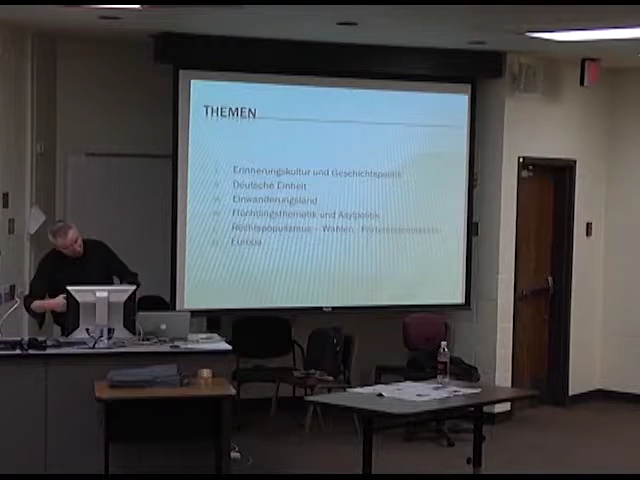 THEMEN
Erinnerungskultur und Geschichtspolitik
Deutsche Einheit
Einwanderungsland
Flüchtlingsthematik und Asylpolitik
Rechtspopulismus – Wahlen,
Europa